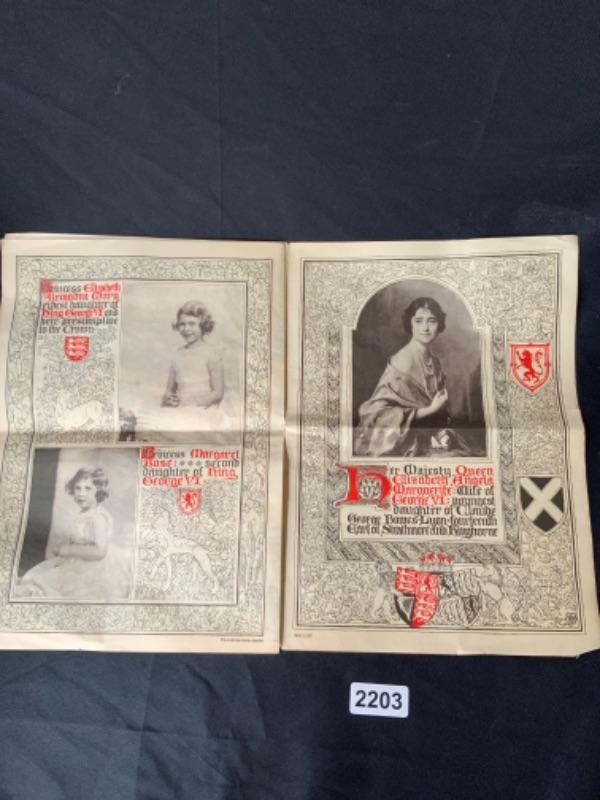 Princess Elizabeth
Alexandra Mary
eldest daughter of
King George VI and
heir presumptive
to the Crown
Princess Margaret
Rose: second
daughter of King
George VI
Her Majesty Queen
Elizabeth Angela
Marguerite: Wife of
George VI: youngest
daughter of Claude
George Bowes-Lyon: fourteenth
Earl of Strathmore and Kinghorne
2203